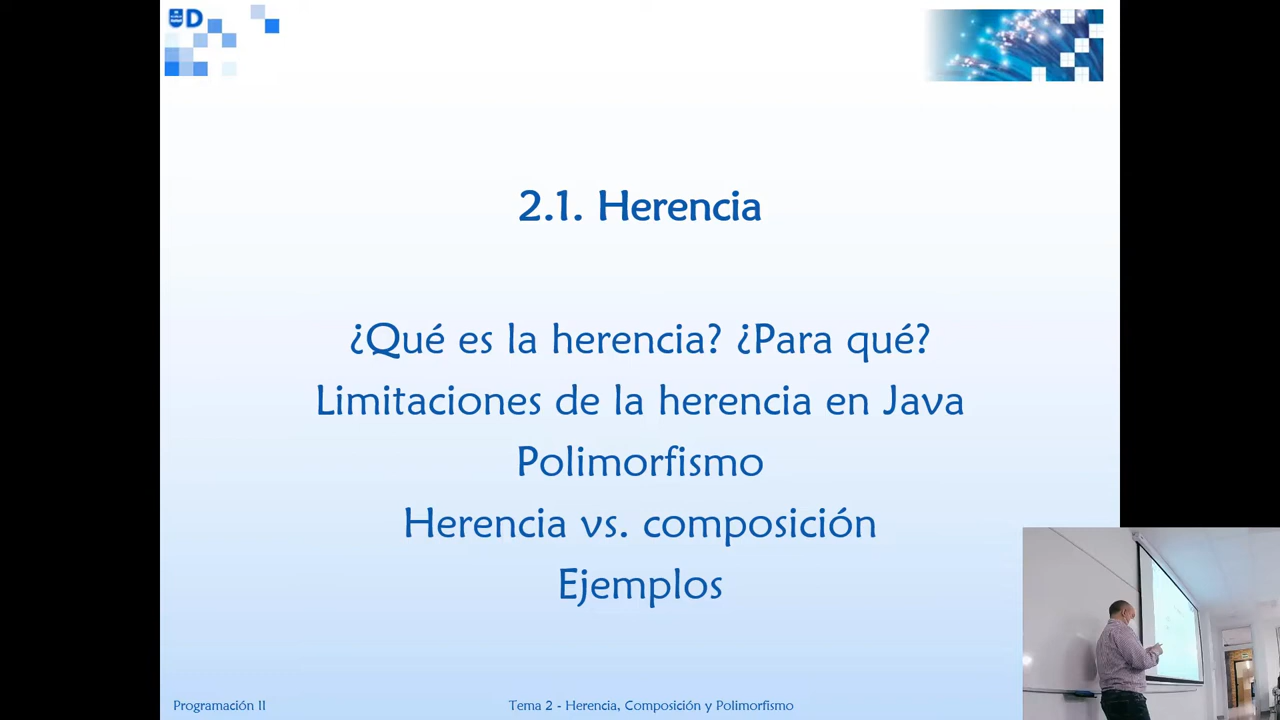 D
2.1. Herencia
¿Qué es la herencia? ¿Para qué?
Limitaciones de la herencia en Java
Polimorfismo
Herencia vs. composición
Ejemplos
Programación II
Tema 2 - Herencia, Composición y Polimorfismo